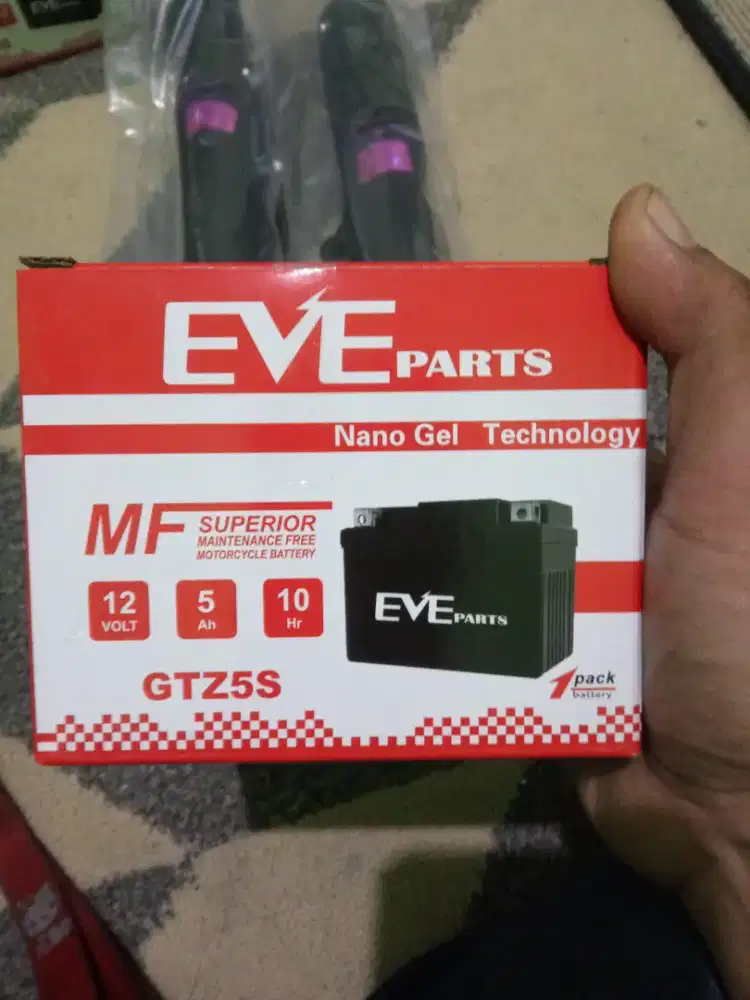 EVE
EVE PARTS
Nano Gel Technology
MF SUPERIOR
MAINTENANCE FREE
MOTORCYCLE BATTERY
12 VOLT
5 Ah
10 Hr
EVE PARTS
GTZ5S
1 pack
battery